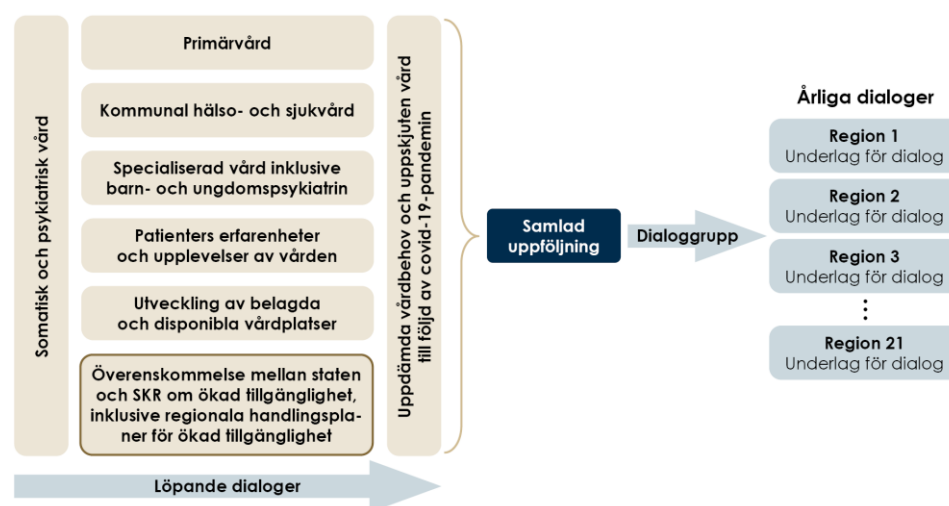 Somatisk och psykiatrisk vård
Primärvård
Kommunal hälso- och sjukvård
Specialiserad vård inklusive
barn- och ungdomspsykiatrin
Patienters erfarenheter
och upplevelser av vården
Utveckling av belagda
och disponibla vårdplatser
Överenskommelse mellan staten
och SKR om ökad tillgänglighet,
inklusive regionala handlingspla-
ner för ökad tillgänglighet
Uppdämda vårdbehov och uppskjuten vård
till följd av covid-19-pandemin
Löpande dialoger
Samlad
uppföljning
Dialoggrupp
Årliga dialoger
Region 1
Underlag för dialog
Region 2
Underlag för dialog
Region 3
Underlag för dialog
⋮
Region 21
Underlag för dialog